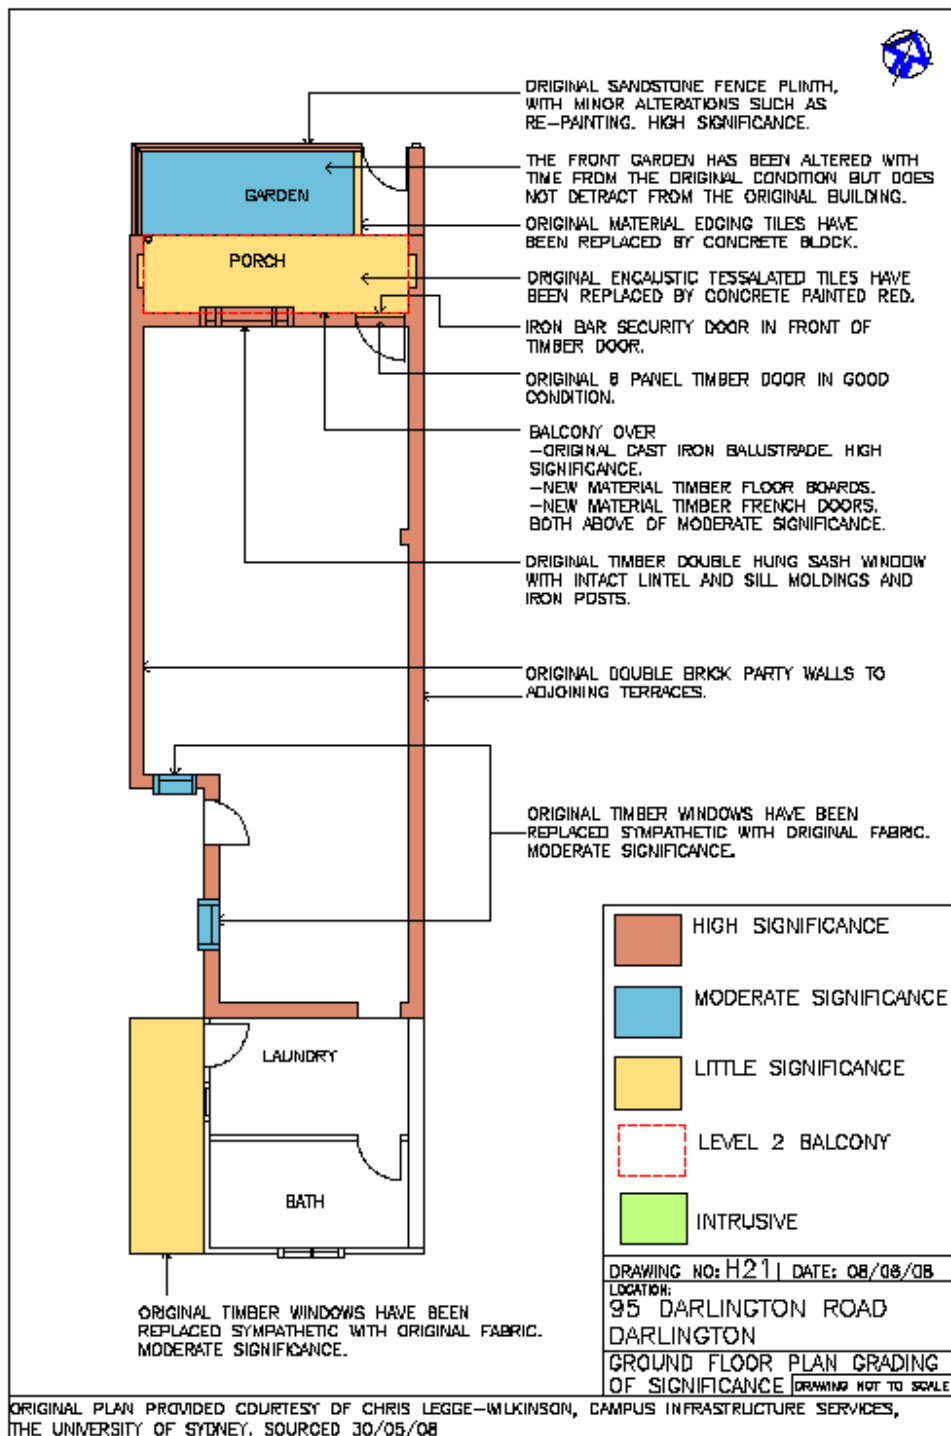 ORIGINAL SANDSTONE FENCE PLINTH,
WITH MINOR ALTERATIONS SUCH AS
RE-PAINTING. HIGH SIGNIFICANCE.
THE FRONT GARDEN HAS BEEN ALTERED WITH
TIME FROM THE ORIGINAL CONDITION BUT DOES
NOT DETRACT FROM THE ORIGINAL BUILDING.
GARDEN
ORIGINAL MATERIAL EDGING TILES HAVE
BEEN REPLACED BY CONCRETE BLOCK.
PORCH
ORIGINAL ENCAUSTIC TESSALATED TILES HAVE
BEEN REPLACED BY CONCRETE PAINTED RED.
IRON BAR SECURITY DOOR IN FRONT OF
TIMBER DOOR.
ORIGINAL 6 PANEL TIMBER DOOR IN GOOD
CONDITION.
BALCONY OVER
-ORIGINAL CAST IRON BALUSTRADE. HIGH
SIGNIFICANCE.
-NEW MATERIAL TIMBER FLOOR BOARDS.
-NEW MATERIAL TIMBER FRENCH DOORS.
BOTH ABOVE OF MODERATE SIGNIFICANCE.
ORIGINAL TIMBER DOUBLE HUNG SASH WINDOW
WITH INTACT LINTEL AND SILL MOLDINGS AND
IRON POSTS.
ORIGINAL DOUBLE BRICK PARTY WALLS TO
ADJOINING TERRACES.
ORIGINAL TIMBER WINDOWS HAVE BEEN
REPLACED SYMPATHETIC WITH ORIGINAL FABRIC.
MODERATE SIGNIFICANCE.
HIGH SIGNIFICANCE
MODERATE SIGNIFICANCE
LITTLE SIGNIFICANCE
LEVEL 2 BALCONY
INTRUSIVE
LAUNDRY
BATH
ORIGINAL TIMBER WINDOWS HAVE BEEN
REPLACED SYMPATHETIC WITH ORIGINAL FABRIC.
MODERATE SIGNIFICANCE.
DRAWING NO: H21 | DATE: 08/06/08
LOCATION:
95 DARLINGTON ROAD
DARLINGTON
GROUND FLOOR PLAN GRADING
OF SIGNIFICANCE DRAWING NOT TO SCALE
ORIGINAL PLAN PROVIDED COURTESY OF CHRIS LEGGE-WILKINSON, CAMPUS INFRASTRUCTURE SERVICES,
THE UNIVERSITY OF SYDNEY. SOURCED 30/05/08